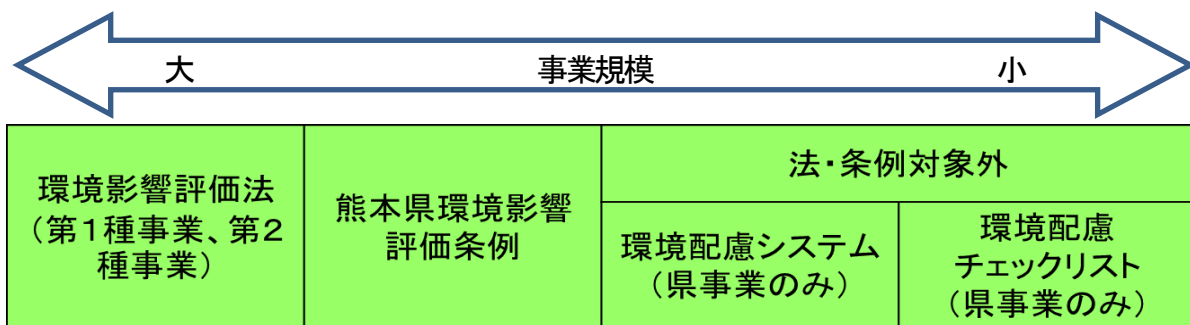 大 事業規模 小
環境影響評価法
（第１種事業、第２
種事業）
熊本県環境影響
評価条例
法・条例対象外
環境配慮システム
（県事業のみ）
環境配慮
チェックリスト
（県事業のみ）